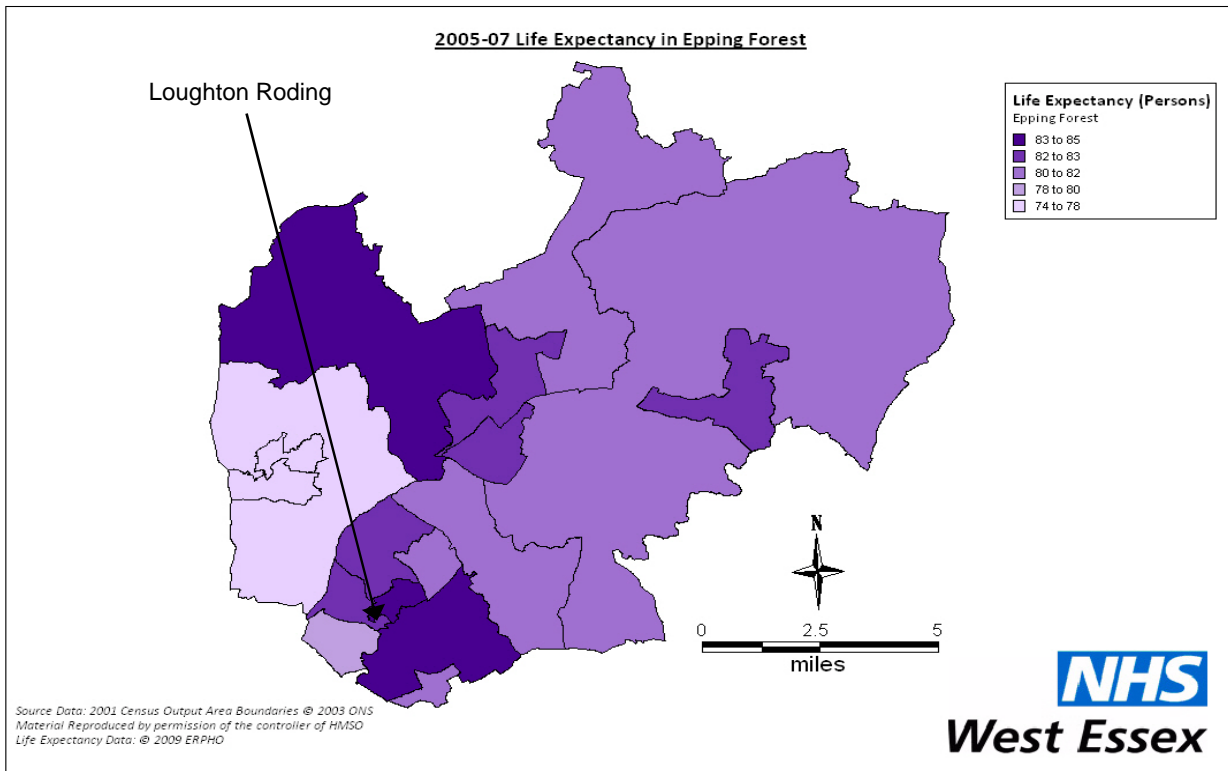 2005-07 Life Expectancy in Epping Forest
Loughton Roding
Life Expectancy (Persons)
Epping Forest
83 to 85
82 to 83
80 to 82
78 to 80
74 to 78
N
0 2.5 5
miles
Source Data: 2001 Census Output Area Boundaries © 2003 ONS
Material Reproduced by permission of the controller of HMSO
Life Expectancy Data: © 2009 ERPHO
NHS
West Essex